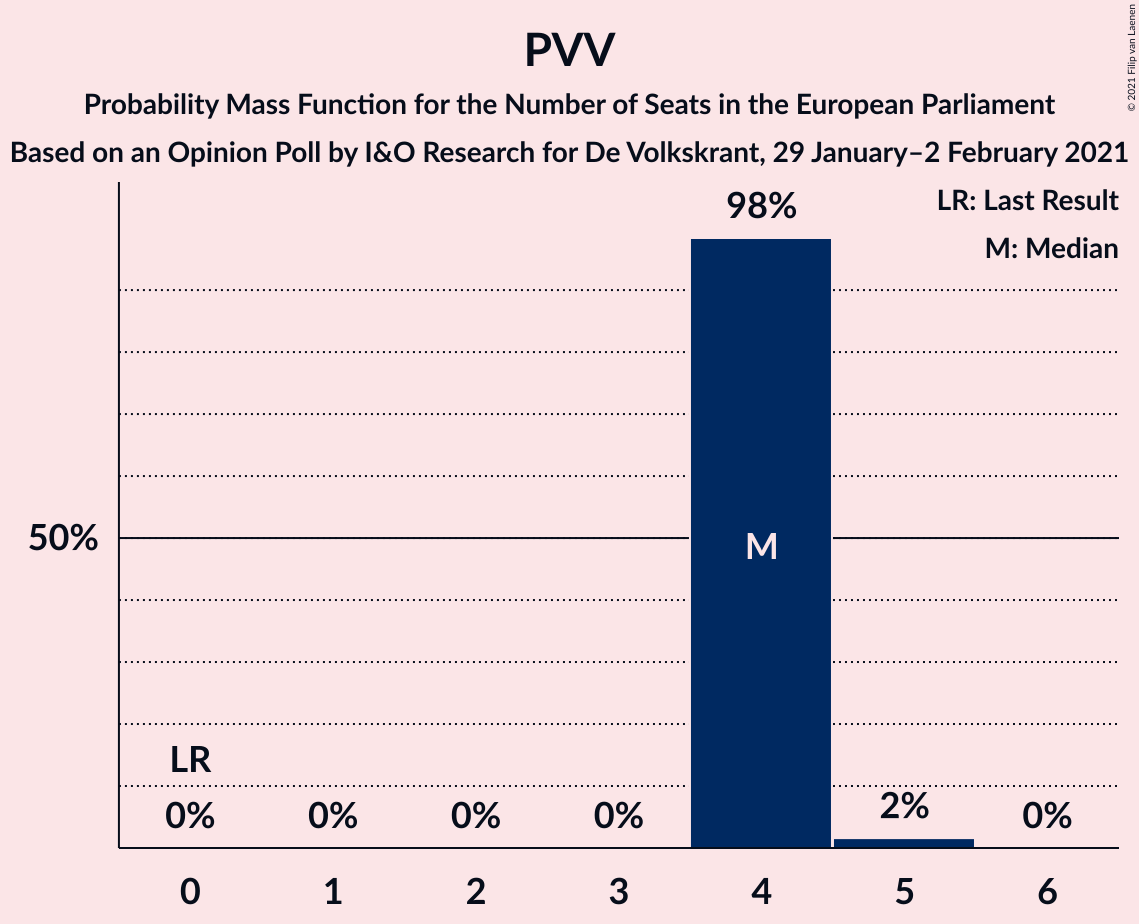 PVV
Probability Mass Function for the Number of Seats in the European Parliament
Based on an Opinion Poll by I&O Research for De Volkskrant, 29 January–2 February 2021
© 2021 Filip van Laenen
LR: Last Result
M: Median
98%
50%
M
LR
0% 0% 0% 0% 2% 0%
0 1 2 3 4 5 6